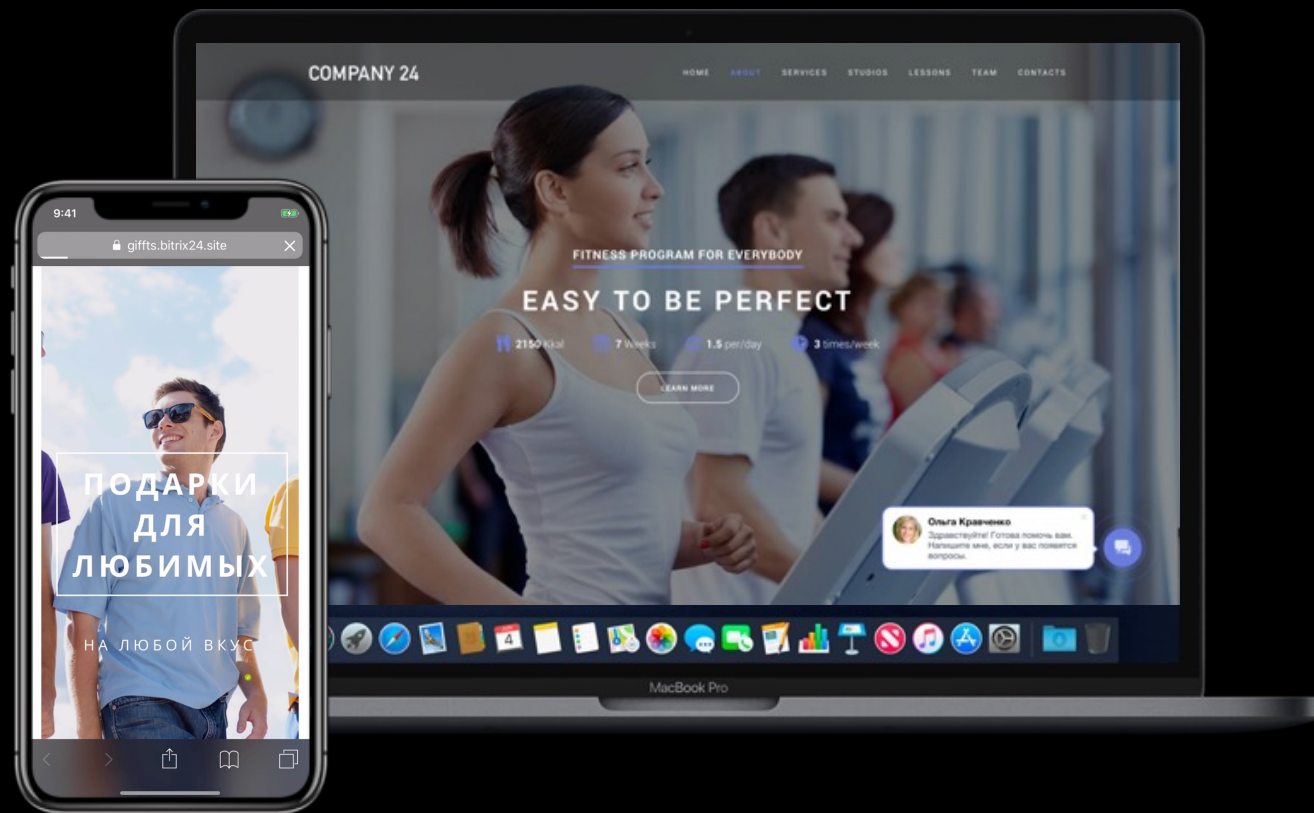 COMPANY 24
HOME ABOUT SERVICES STUDIOS LESSONS TEAM CONTACTS
FITNESS PROGRAM FOR EVERYBODY
EASY TO BE PERFECT
2150 Kkal 7 Weeks 1.5 per/day 3 times/week
LEARN MORE
Ольга Кравченко
Здравствуйте! Готова помочь вам.
Напишите мне, если у вас появятся
вопросы.
4
MacBook Pro
9:41
giffts.bitrix24.site
ПОДАРКИ
ДЛЯ
ЛЮБИМЫХ
НА ЛЮБОЙ ВКУС